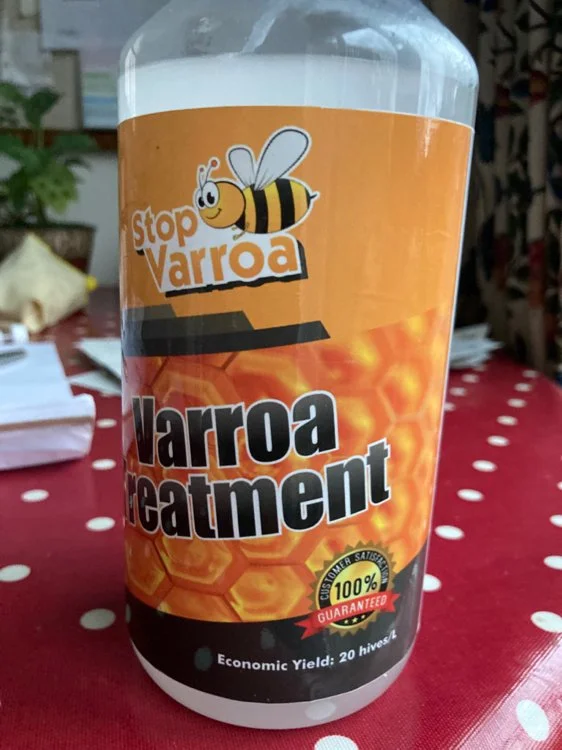 Stop
Varroa
Varroa
Treatment
CUSTOMER SATISFACTION
100%
GUARANTEED
Economic Yield: 20 hives/L